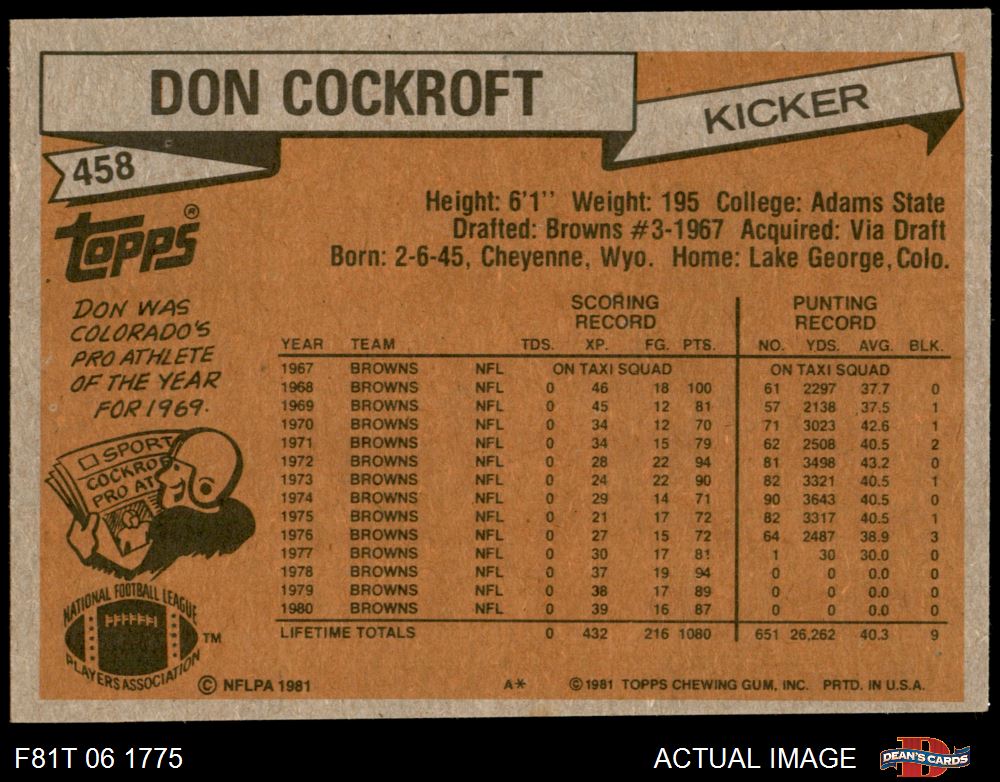 DON COCKROFT
KICKER
458
TOPPS®
Height: 6'1'' Weight: 195 College: Adams State
Drafted: Browns #3-1967 Acquired: Via Draft
Born: 2-6-45, Cheyenne, Wyo. Home: Lake George, Colo.
DON WAS
COLORADO'S
PRO ATHLETE
OF THE YEAR
FOR 1969.
SPORT
COCKROF
PRO AT
SCORING PUNTING
RECORD RECORD
YEAR TEAM TDS. XP. FG. PTS. NO. YDS. AVG. BLK.
1967 BROWNS NFL ON TAXI SQUAD ON TAXI SQUAD
1968 BROWNS NFL 0 46 18 100 61 2297 37.7 0
1969 BROWNS NFL 0 45 12 81 57 2138 37.5 1
1970 BROWNS NFL 0 34 12 70 71 3023 42.6 1
1971 BROWNS NFL 0 34 15 79 62 2508 40.5 2
1972 BROWNS NFL 0 28 22 94 81 3498 43.2 0
1973 BROWNS NFL 0 24 22 90 82 3321 40.5 1
1974 BROWNS NFL 0 29 14 71 90 3643 40.5 0
1975 BROWNS NFL 0 21 17 72 82 3317 40.5 1
1976 BROWNS NFL 0 27 15 72 64 2487 38.9 3
1977 BROWNS NFL 0 30 17 81 1 30 30.0 0
1978 BROWNS NFL 0 37 19 94 0 0 0.0 0
1979 BROWNS NFL 0 38 17 89 0 0 0.0 0
1980 BROWNS NFL 0 39 16 87 0 0 0.0 0
LIFETIME TOTALS 0 432 216 1080 651 26,262 40.3 9
NATIONAL FOOTBALL LEAGUE
PLAYERS ASSOCIATION
TM
© NFLPA 1981
A*
©1981 TOPPS CHEWING GUM, INC. PRTD. IN U.S.A.
F81T 06 1775
ACTUAL IMAGE
D
DEAN'S CARDS